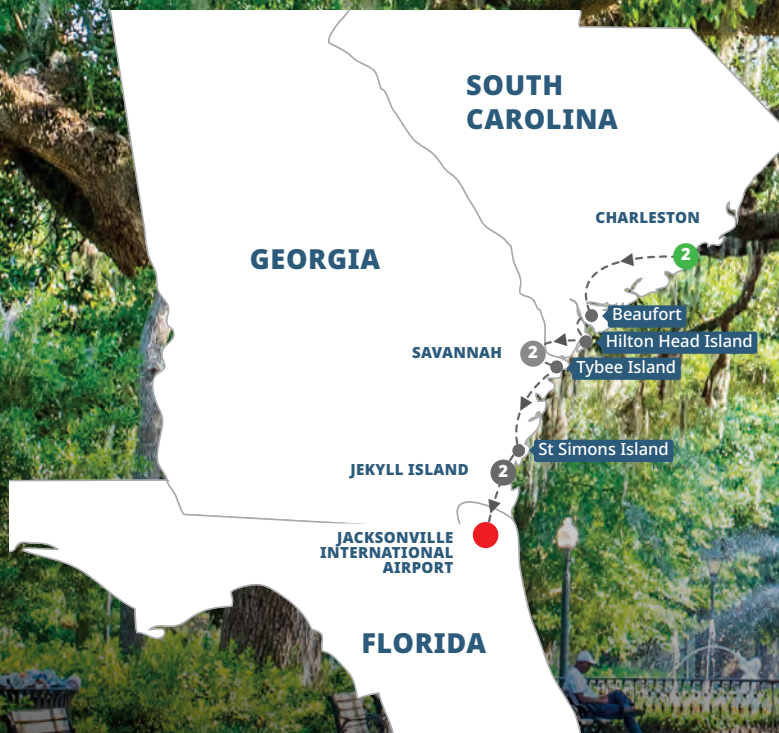 SOUTH
CAROLINA
CHARLESTON
2
GEORGIA
Beaufort
Hilton Head Island
SAVANNAH
2
Tybee Island
St Simons Island
JEKYLL ISLAND
2
JACKSONVILLE
INTERNATIONAL
AIRPORT
FLORIDA